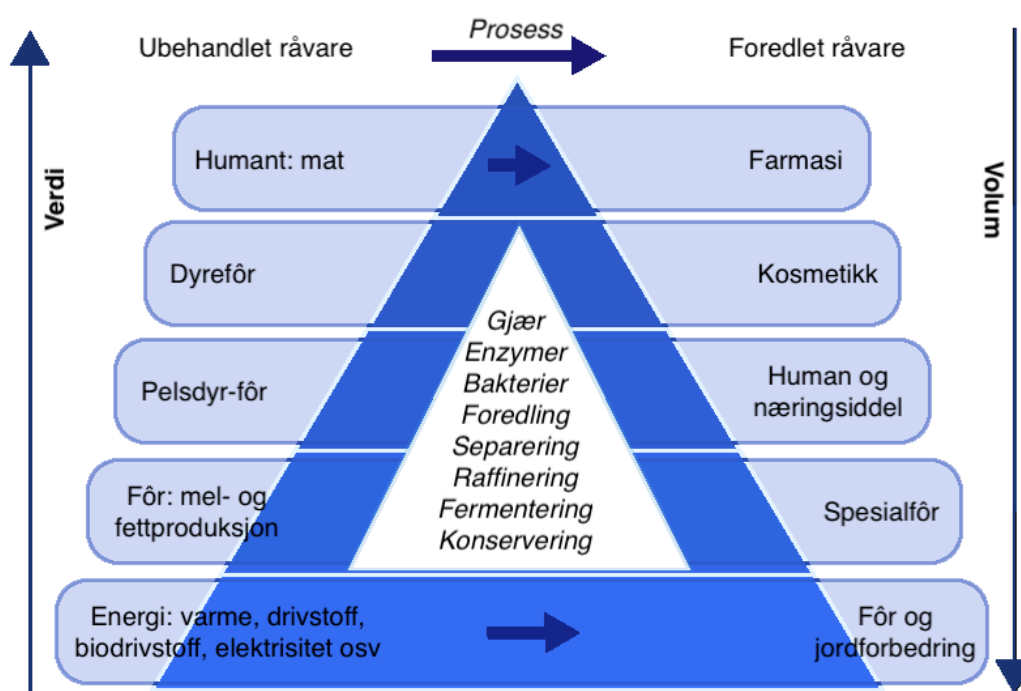 Prosess
Ubehandlet råvare
Foredlet råvare
Verdi
Volum
Humant: mat
Farmasi
Dyrefôr
Kosmetikk
Pelsdyr-fôr
Human og
næringsiddel
Fôr: mel- og
fettproduksjon
Spesialfôr
Energi: varme, drivstoff,
biodrivstoff, elektrisitet osv
Fôr og
jordforbedring
Gjær
Enzymer
Bakterier
Foredling
Separering
Raffinering
Fermentering
Konservering